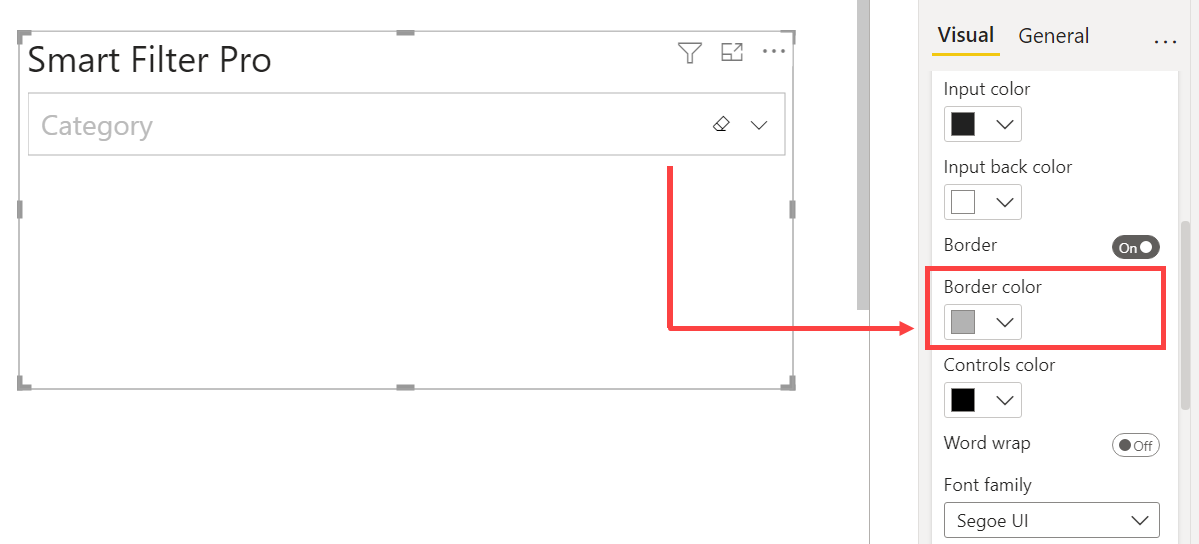 Smart Filter Pro
Category
Visual General
Input color
Input back color
Border On
Border color
Controls color
Word wrap Off
Font family
Segoe UI